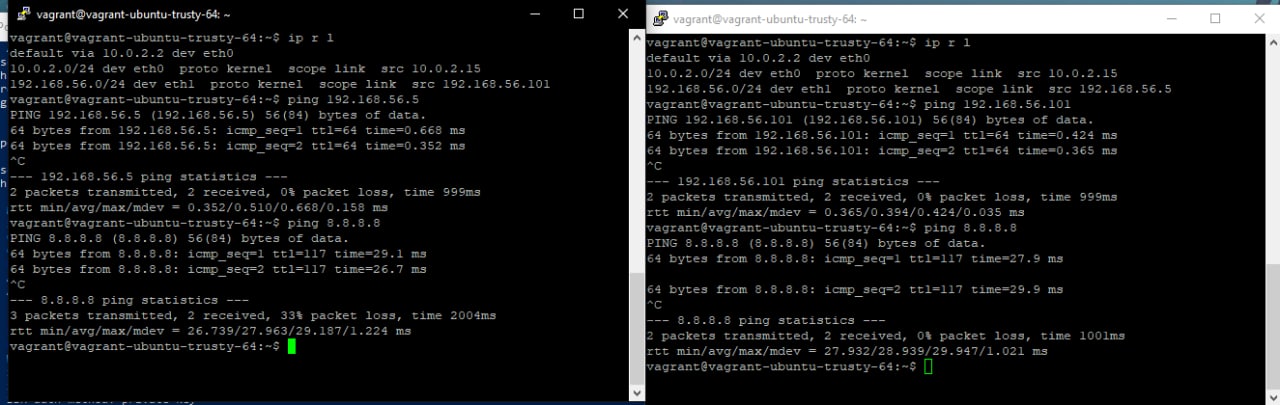 vagrant@vagrant-ubuntu-trusty-64: ~
vagrant@vagrant-ubuntu-trusty-64:~$ ip r l
default via 10.0.2.2 dev eth0
10.0.2.0/24 dev eth0  proto kernel  scope link  src 10.0.2.15
192.168.56.0/24 dev eth1  proto kernel  scope link  src 192.168.56.101
vagrant@vagrant-ubuntu-trusty-64:~$ ping 192.168.56.5
PING 192.168.56.5 (192.168.56.5) 56(84) bytes of data.
64 bytes from 192.168.56.5: icmp_seq=1 ttl=64 time=0.668 ms
64 bytes from 192.168.56.5: icmp_seq=2 ttl=64 time=0.352 ms
^C
--- 192.168.56.5 ping statistics ---
2 packets transmitted, 2 received, 0% packet loss, time 999ms
rtt min/avg/max/mdev = 0.352/0.510/0.668/0.158 ms
vagrant@vagrant-ubuntu-trusty-64:~$ ping 8.8.8.8
PING 8.8.8.8 (8.8.8.8) 56(84) bytes of data.
64 bytes from 8.8.8.8: icmp_seq=1 ttl=117 time=29.1 ms
64 bytes from 8.8.8.8: icmp_seq=2 ttl=117 time=26.7 ms
^C
--- 8.8.8.8 ping statistics ---
3 packets transmitted, 2 received, 33% packet loss, time 2004ms
rtt min/avg/max/mdev = 26.739/27.963/29.187/1.224 ms
vagrant@vagrant-ubuntu-trusty-64:~$
vagrant@vagrant-ubuntu-trusty-64: ~
vagrant@vagrant-ubuntu-trusty-64:~$ ip r l
default via 10.0.2.2 dev eth0
10.0.2.0/24 dev eth0  proto kernel  scope link  src 10.0.2.15
192.168.56.0/24 dev eth1  proto kernel  scope link  src 192.168.56.5
vagrant@vagrant-ubuntu-trusty-64:~$ ping 192.168.56.101
PING 192.168.56.101 (192.168.56.101) 56(84) bytes of data.
64 bytes from 192.168.56.101: icmp_seq=1 ttl=64 time=0.424 ms
64 bytes from 192.168.56.101: icmp_seq=2 ttl=64 time=0.365 ms
^C
--- 192.168.56.101 ping statistics ---
2 packets transmitted, 2 received, 0% packet loss, time 999ms
rtt min/avg/max/mdev = 0.365/0.394/0.424/0.035 ms
vagrant@vagrant-ubuntu-trusty-64:~$ ping 8.8.8.8
PING 8.8.8.8 (8.8.8.8) 56(84) bytes of data.
64 bytes from 8.8.8.8: icmp_seq=1 ttl=117 time=27.9 ms
64 bytes from 8.8.8.8: icmp_seq=2 ttl=117 time=29.9 ms
^C
--- 8.8.8.8 ping statistics ---
2 packets transmitted, 2 received, 0% packet loss, time 1001ms
rtt min/avg/max/mdev = 27.932/28.939/29.947/1.021 ms
vagrant@vagrant-ubuntu-trusty-64:~$